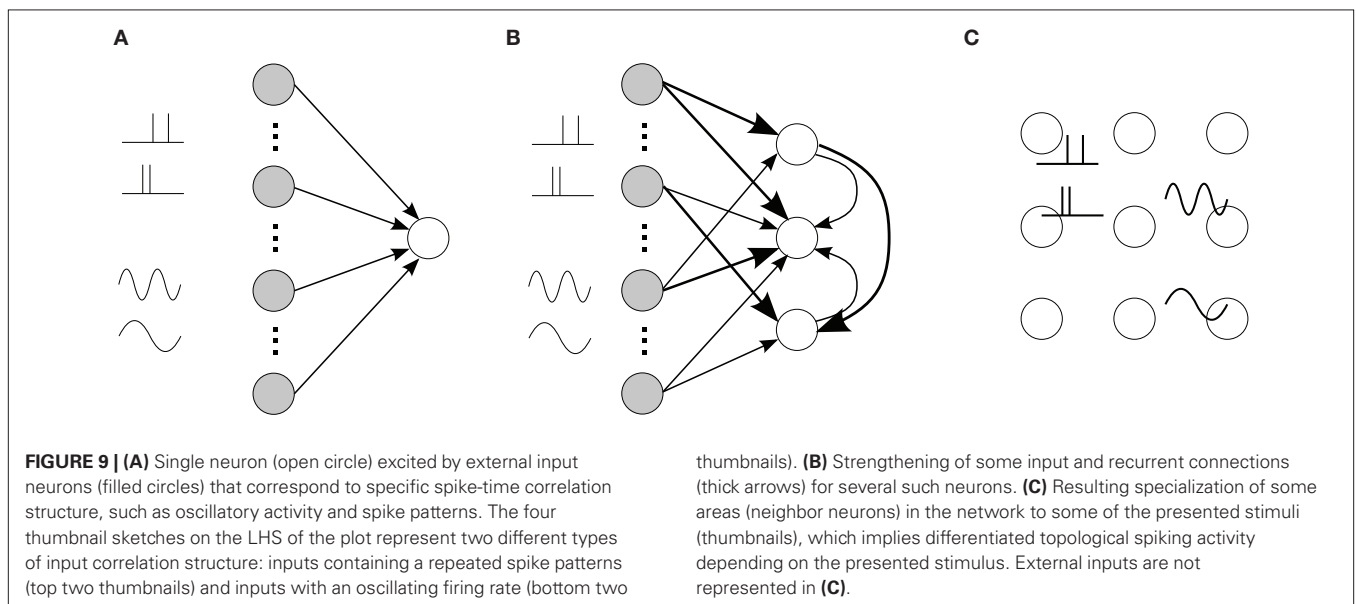 A
B
C
FIGURE 9 | (A) Single neuron (open circle) excited by external input
neurons (filled circles) that correspond to specific spike-time correlation
structure, such as oscillatory activity and spike patterns. The four
thumbnail sketches on the LHS of the plot represent two different types
of input correlation structure: inputs containing a repeated spike patterns
(top two thumbnails) and inputs with an oscillating firing rate (bottom two
thumbnails). (B) Strengthening of some input and recurrent connections
(thick arrows) for several such neurons. (C) Resulting specialization of some
areas (neighbor neurons) in the network to some of the presented stimuli
(thumbnails), which implies differentiated topological spiking activity
depending on the presented stimulus. External inputs are not
represented in (C).